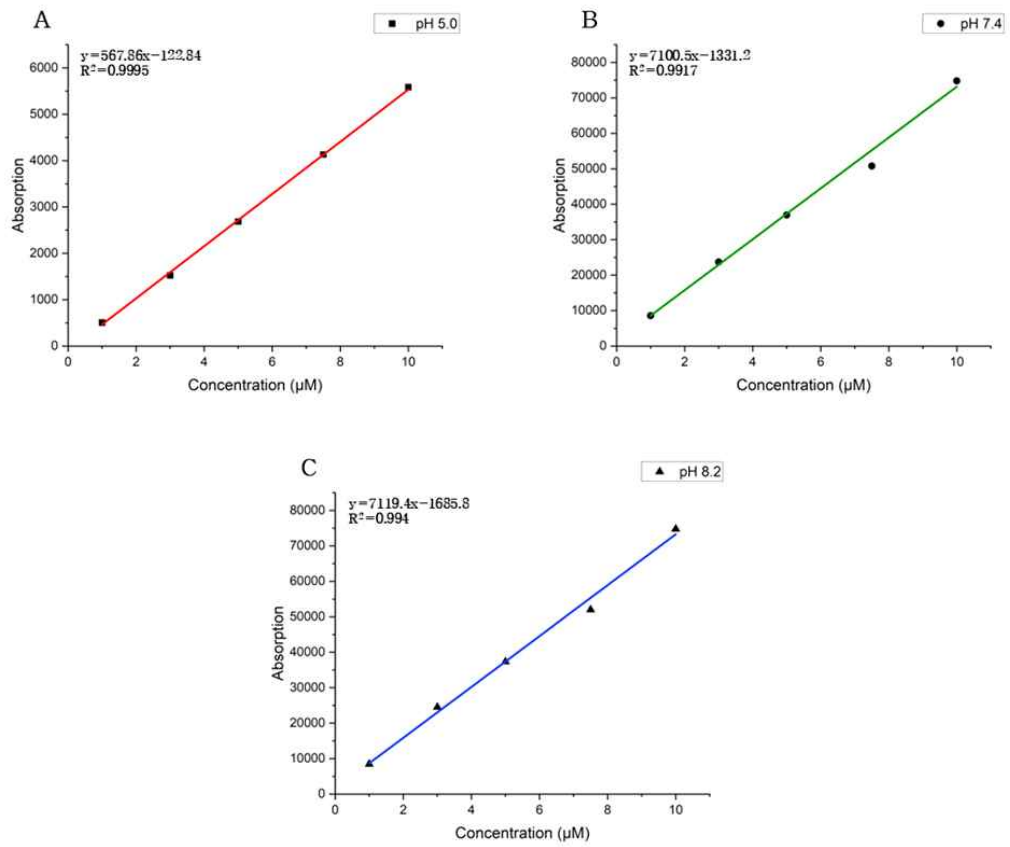 A
pH 5.0
y=567.86x−122.84
R²=0.9995
6000
5000
4000
3000
2000
1000
0
Absorption
0 2 4 6 8 10
Concentration (µM)
B
pH 7.4
y=7100.5x−1331.2
R²=0.9917
80000
70000
60000
50000
40000
30000
20000
10000
0
Absorption
0 2 4 6 8 10
Concentration (µM)
C
pH 8.2
y=7119.4x−1685.8
R²=0.994
80000
70000
60000
50000
40000
30000
20000
10000
0
Absorption
0 2 4 6 8 10
Concentration (µM)